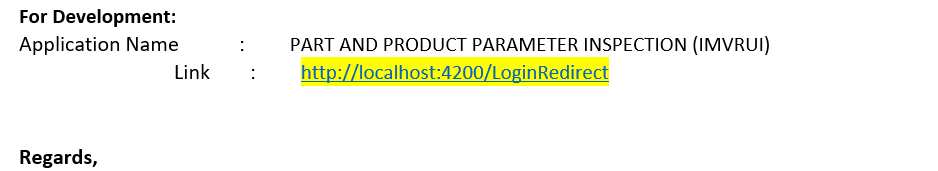 For Development:
Application Name : PART AND PRODUCT PARAMETER INSPECTION (IMVRUI)
Link : http://localhost:4200/LoginRedirect
Regards,